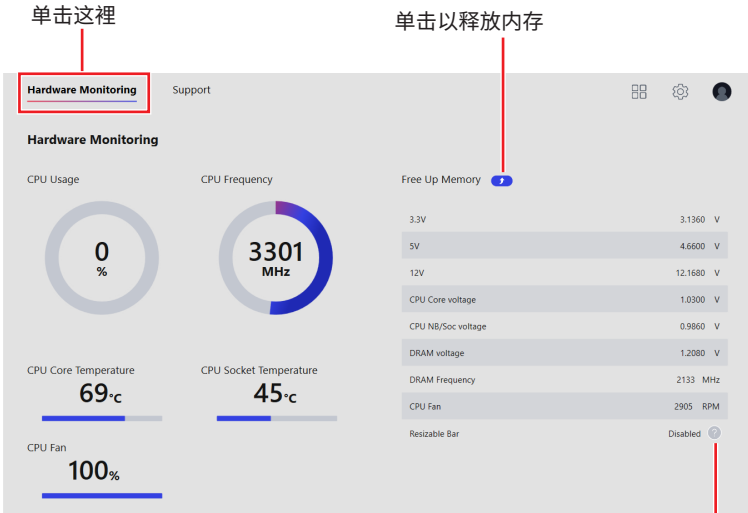 单击这裡
单击以释放内存
Hardware Monitoring
Support
Hardware Monitoring
CPU Usage
CPU Frequency
Free Up Memory
0
%
3301
MHz
3.3V 3.1360 V
5V 4.6600 V
12V 12.1680 V
CPU Core voltage 1.0300 V
CPU NB/Soc voltage 0.9860 V
DRAM voltage 1.2080 V
DRAM Frequency 2133 MHz
CPU Fan 2905 RPM
Resizable Bar Disabled ?
CPU Core Temperature
69°C
CPU Socket Temperature
45°C
CPU Fan
100%